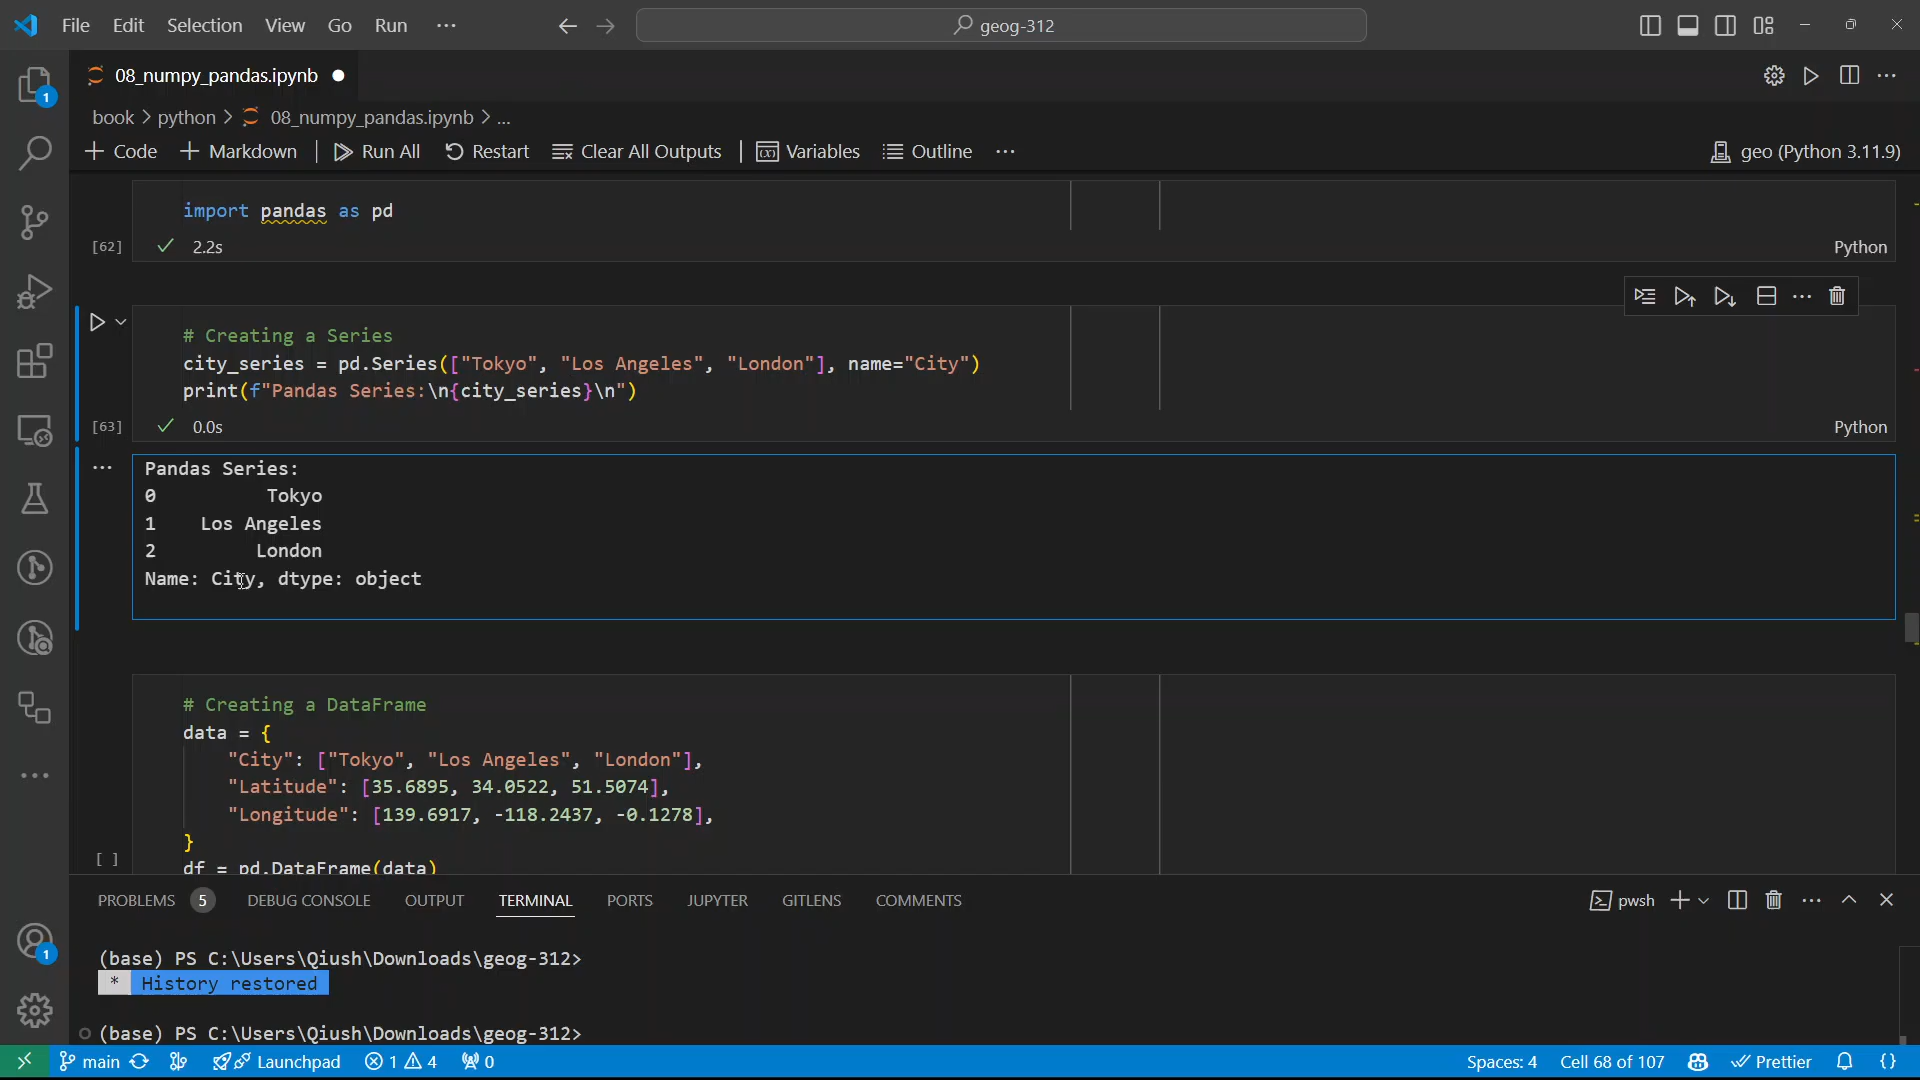 File Edit Selection View Go Run ···
geog-312
1
08_numpy_pandas.ipynb
book > python > 08_numpy_pandas.ipynb > ...
+ Code + Markdown | Run All Restart Clear All Outputs | Variables Outline ··· geo (Python 3.11.9)
import pandas as pd
[62] ✓ 2.2s Python
# Creating a Series
city_series = pd.Series(["Tokyo", "Los Angeles", "London"], name="City")
print(f"Pandas Series:\n{city_series}\n")
[63] ✓ 0.0s Python
Pandas Series:
0 Tokyo
1 Los Angeles
2 London
Name: City, dtype: object
# Creating a DataFrame
data = {
"City": ["Tokyo", "Los Angeles", "London"],
"Latitude": [35.6895, 34.0522, 51.5074],
"Longitude": [139.6917, -118.2437, -0.1278],
}
[ ] df = pd.DataFrame(data)
PROBLEMS 5 DEBUG CONSOLE OUTPUT TERMINAL PORTS JUPYTER GITLENS COMMENTS pwsh
1
(base) PS C:\Users\Qiush\Downloads\geog-312>
* History restored
(base) PS C:\Users\Qiush\Downloads\geog-312>
main Launchpad 1 4 0 Spaces: 4 Cell 68 of 107 Prettier {}